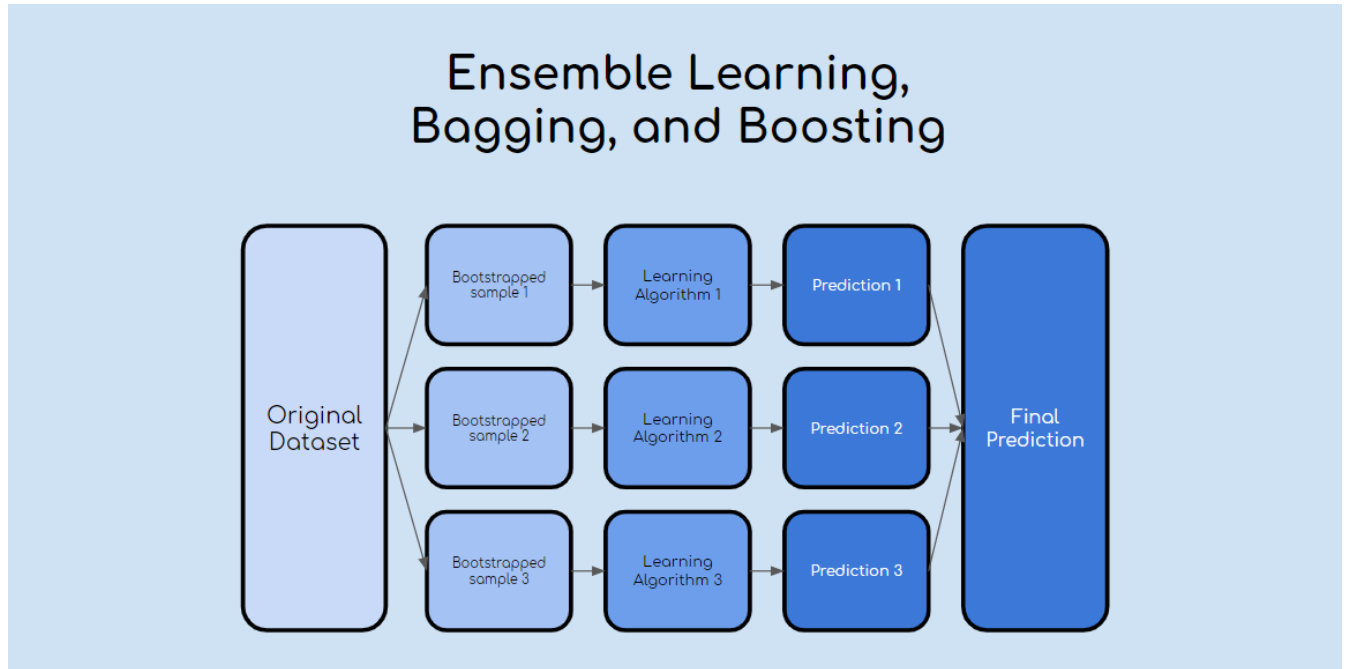 Ensemble Learning,
Bagging, and Boosting
Original
Dataset
Bootstrapped
sample 1
Learning
Algorithm 1
Prediction 1
Bootstrapped
sample 2
Learning
Algorithm 2
Prediction 2
Bootstrapped
sample 3
Learning
Algorithm 3
Prediction 3
Final
Prediction